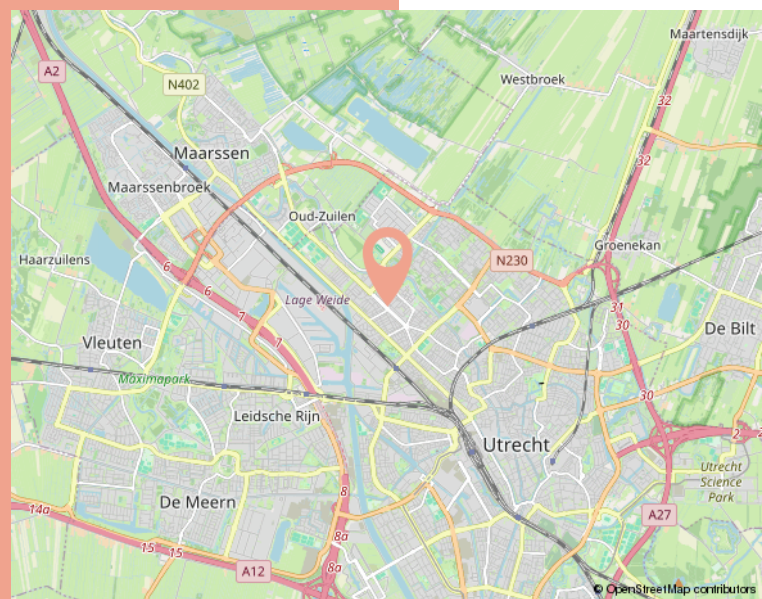 Maartensdijk
A2
Westbroek
N402
32
Maarssen
32
Maarssenbroek
Oud-Zuilen
Groenekan
Haarzuilens
N230
6
6
Lage Weide
31
7
30
De Bilt
7
Vleuten
Maximapark
30
Leidsche Rijn
2
Utrecht
Utrecht
Science
Park
8
De Meern
14a
A27
8a
15
15
A12
8a
© OpenStreetMap contributors